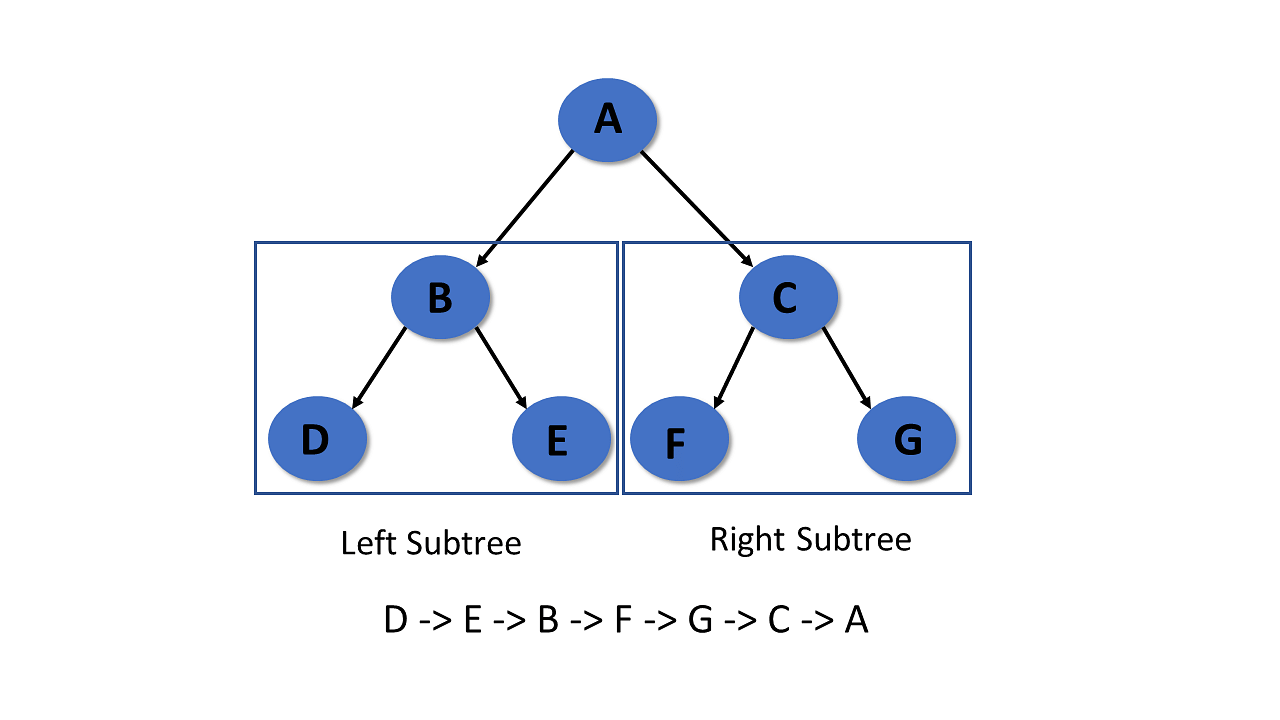 A
B C
D E F G
Left Subtree Right Subtree
D -> E -> B -> F -> G -> C -> A